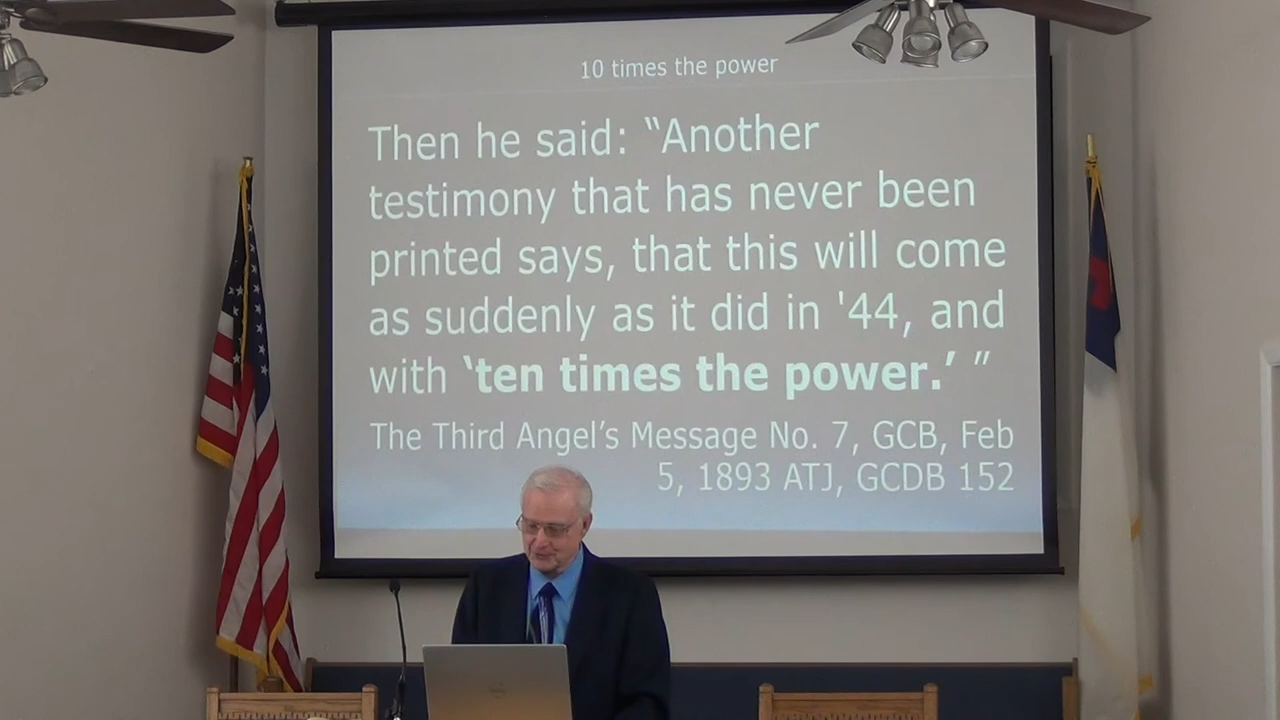 10 times the power
Then he said: “Another
testimony that has never been
printed says, that this will come
as suddenly as it did in '44, and
with ‘ten times the power.’ ”
The Third Angel’s Message No. 7, GCB, Feb
5, 1893 ATJ, GCDB 152